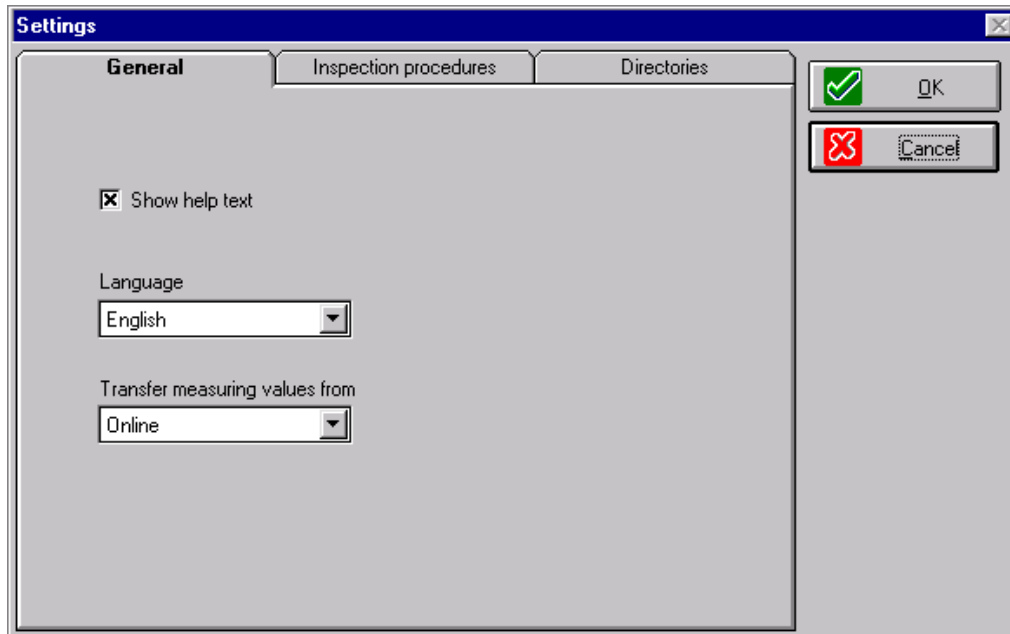 Settings
General
Inspection procedures
Directories
OK
Cancel
Show help text
Language
English
Transfer measuring values from
Online